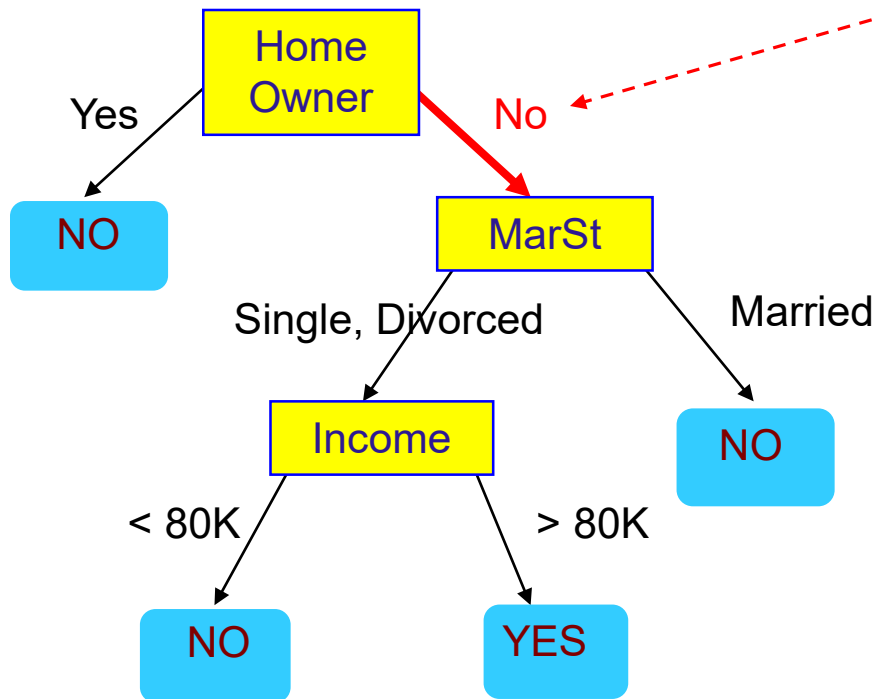 Home
Owner
Yes
No
NO
MarSt
Single, Divorced
Married
Income
NO
< 80K
> 80K
NO
YES